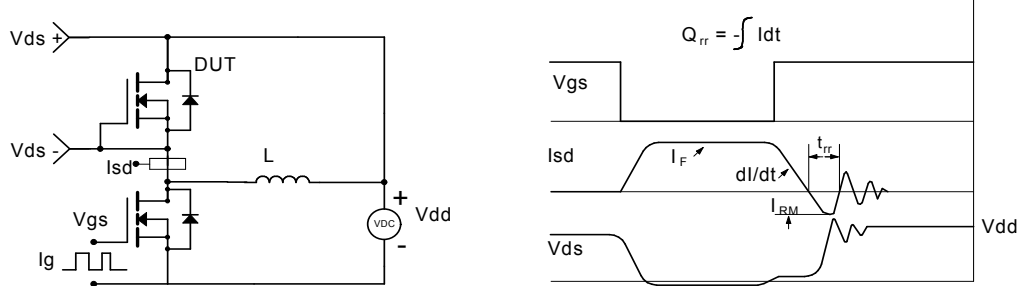 Vds +
DUT
Vds -
Isd
L
Vgs
+
VDC
Vdd
-
Ig
Q rr = - ∫ Idt
Vgs
Isd
I F
dI/dt
t rr
I RM
Vdd
Vds